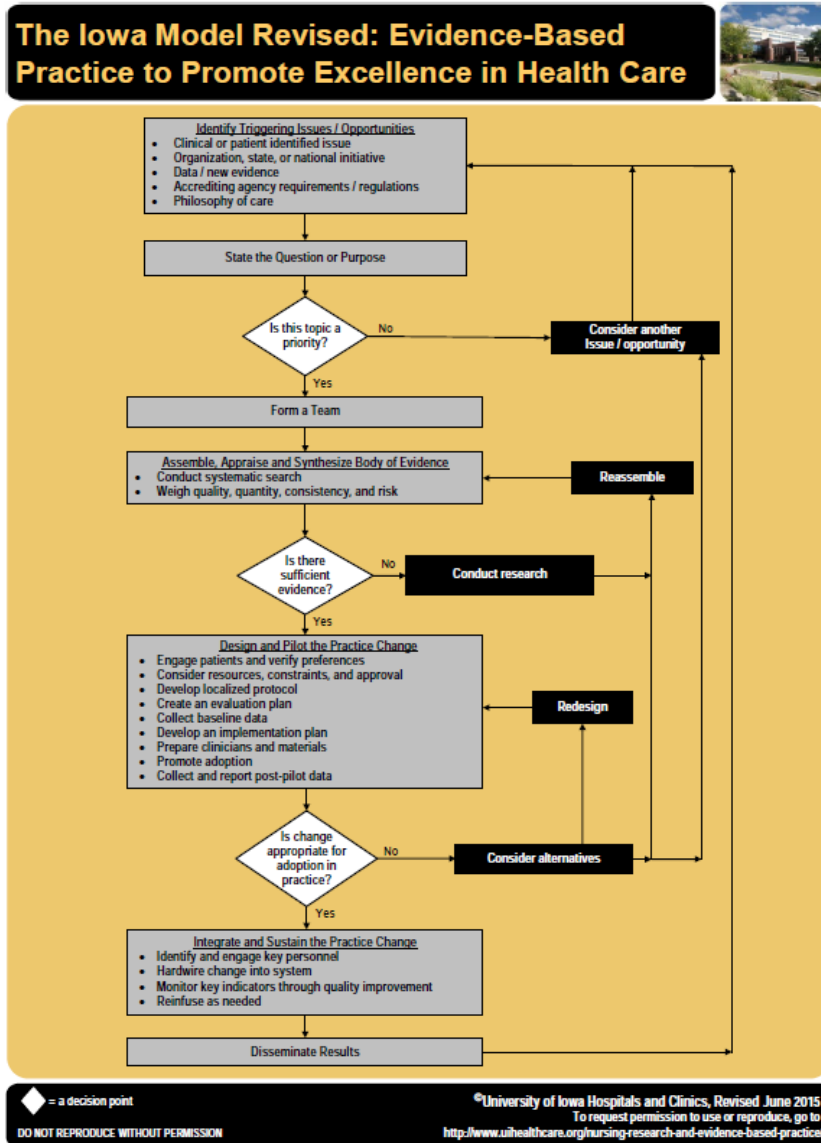 The Iowa Model Revised: Evidence-Based
Practice to Promote Excellence in Health Care
Identify Triggering Issues / Opportunities
• Clinical or patient identified issue
• Organization, state, or national initiative
• Data / new evidence
• Accrediting agency requirements / regulations
• Philosophy of care
State the Question or Purpose
Is this topic a
priority?
No
Consider another
Issue / opportunity
Yes
Form a Team
Assemble, Appraise and Synthesize Body of Evidence
• Conduct systematic search
• Weigh quality, quantity, consistency, and risk
Reassemble
Is there
sufficient
evidence?
No
Conduct research
Yes
Design and Pilot the Practice Change
• Engage patients and verify preferences
• Consider resources, constraints, and approval
• Develop localized protocol
• Create an evaluation plan
• Collect baseline data
• Develop an implementation plan
• Prepare clinicians and materials
• Promote adoption
• Collect and report post-pilot data
Redesign
Is change
appropriate for
adoption in
practice?
No
Consider alternatives
Yes
Integrate and Sustain the Practice Change
• Identify and engage key personnel
• Hardwire change into system
• Monitor key indicators through quality improvement
• Reinfuse as needed
Disseminate Results
= a decision point
DO NOT REPRODUCE WITHOUT PERMISSION
©University of Iowa Hospitals and Clinics, Revised June 2015
To request permission to use or reproduce, go to
http://www.uihealthcare.org/nursing-research-and-evidence-based-practice